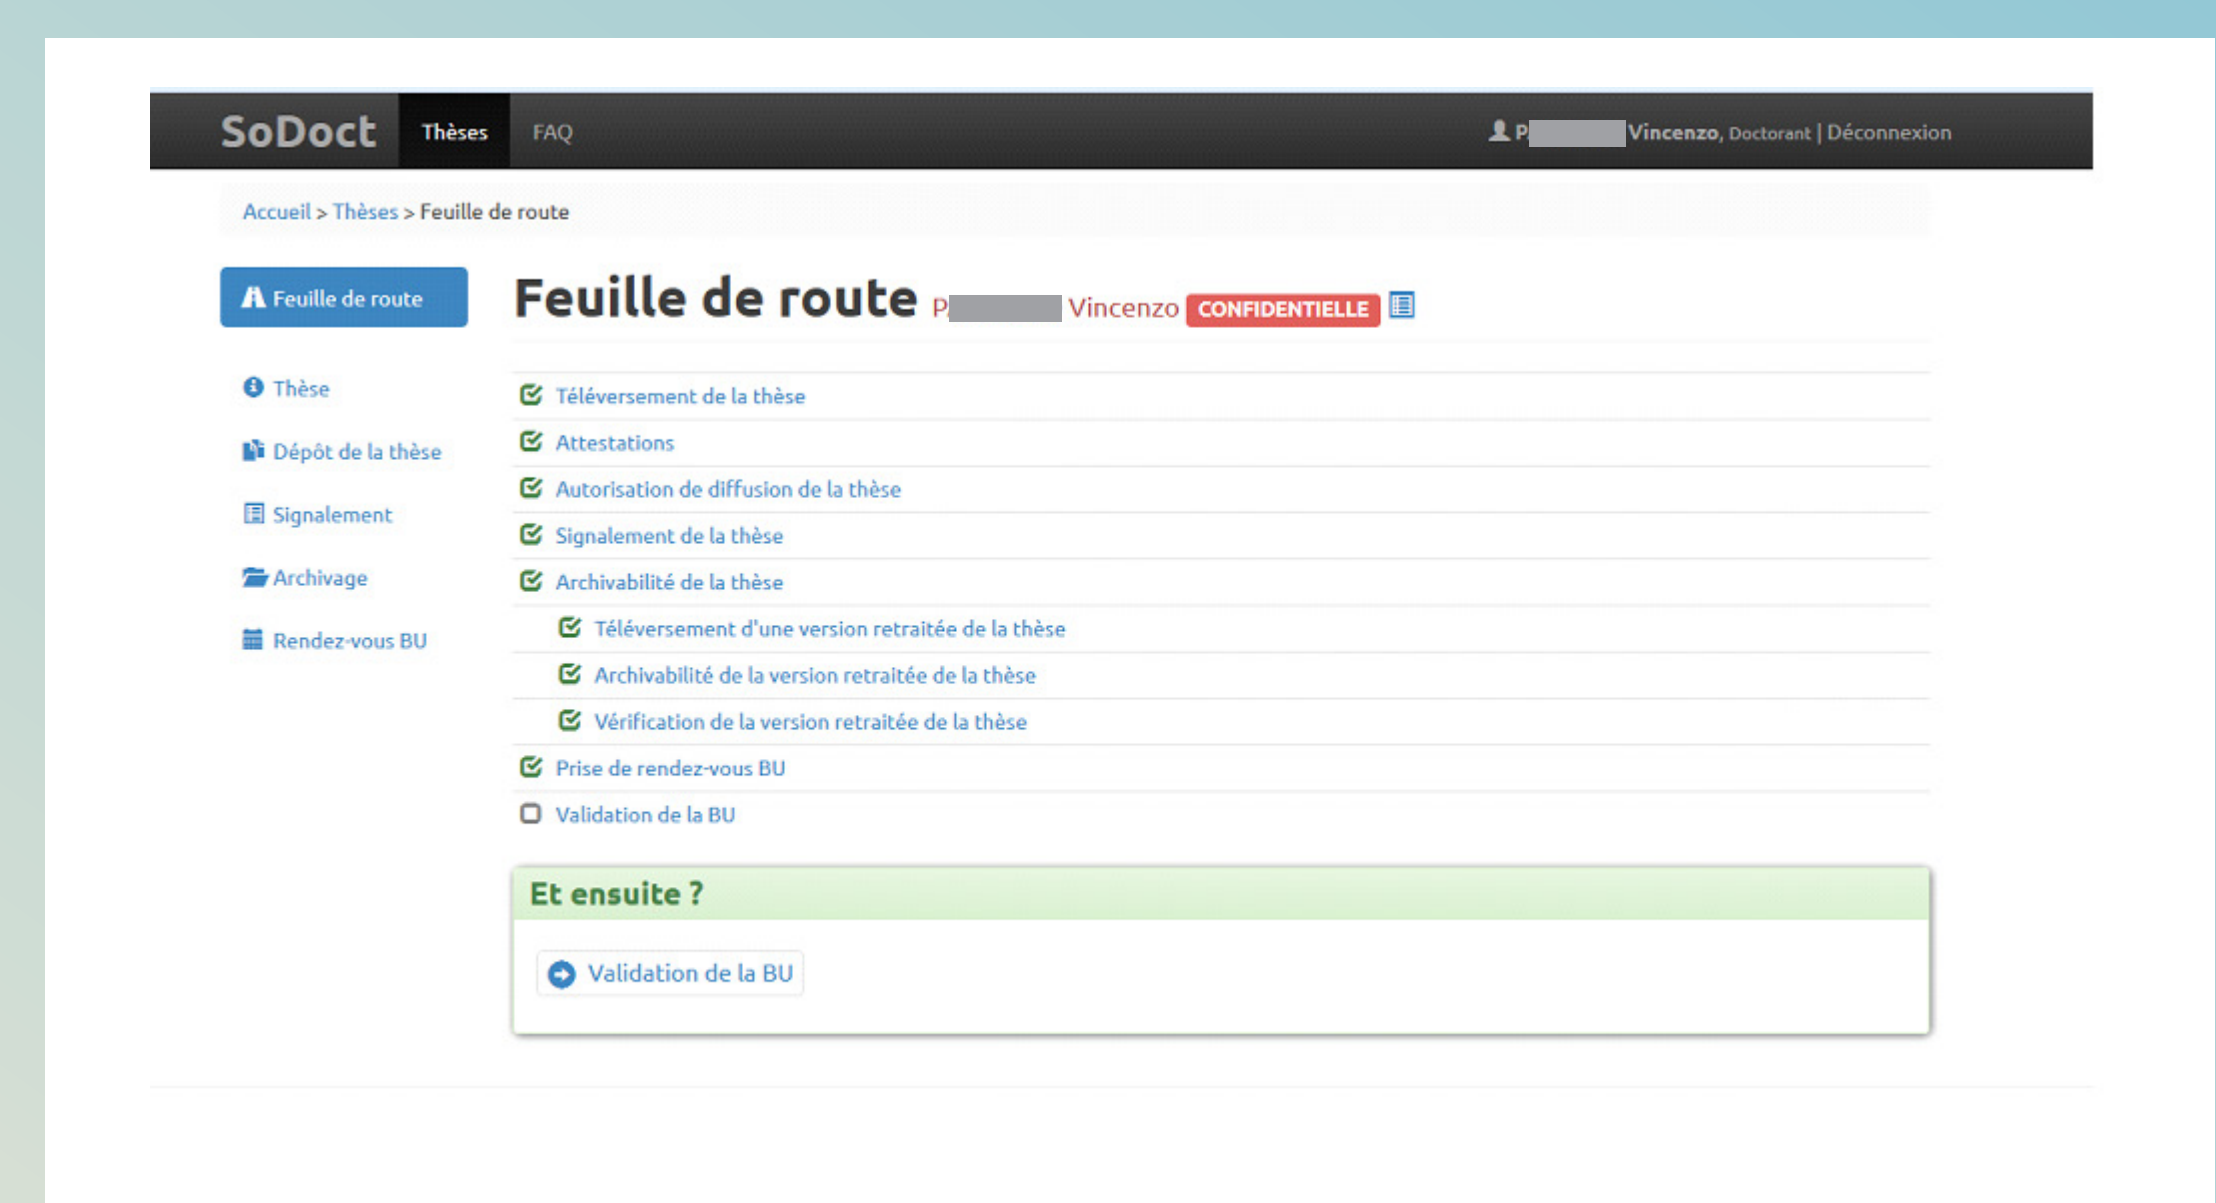 SoDoct Thèses FAQ P Vincenzo, Doctorant | Déconnexion
Accueil > Thèses > Feuille de route
Feuille de route
Feuille de route P. Vincenzo CONFIDENTIELLE
Thèse
Dépôt de la thèse
Signalement
Archivage
Rendez-vous BU
Téléversement de la thèse
Attestations
Autorisation de diffusion de la thèse
Signalement de la thèse
Archivabilité de la thèse
Téléversement d'une version retraitée de la thèse
Archivabilité de la version retraitée de la thèse
Vérification de la version retraitée de la thèse
Prise de rendez-vous BU
Validation de la BU
Et ensuite ?
Validation de la BU